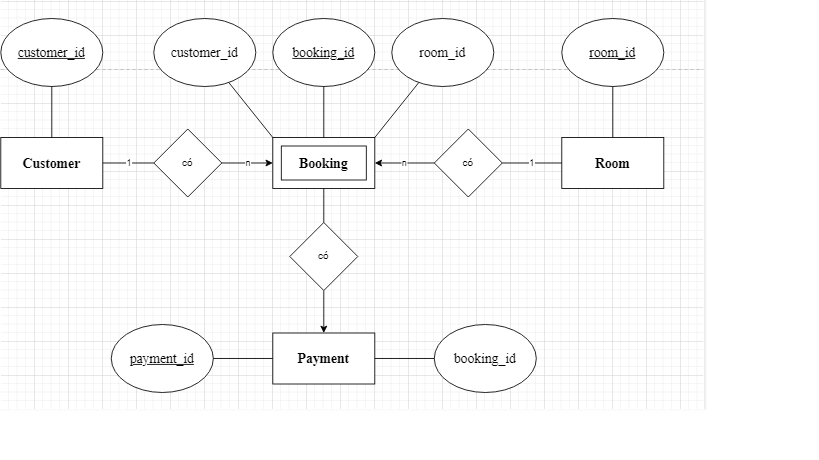 customer_id
customer_id
booking_id
room_id
room_id
Customer
1
có
n
Booking
n
có
1
Room
có
payment_id
Payment
booking_id